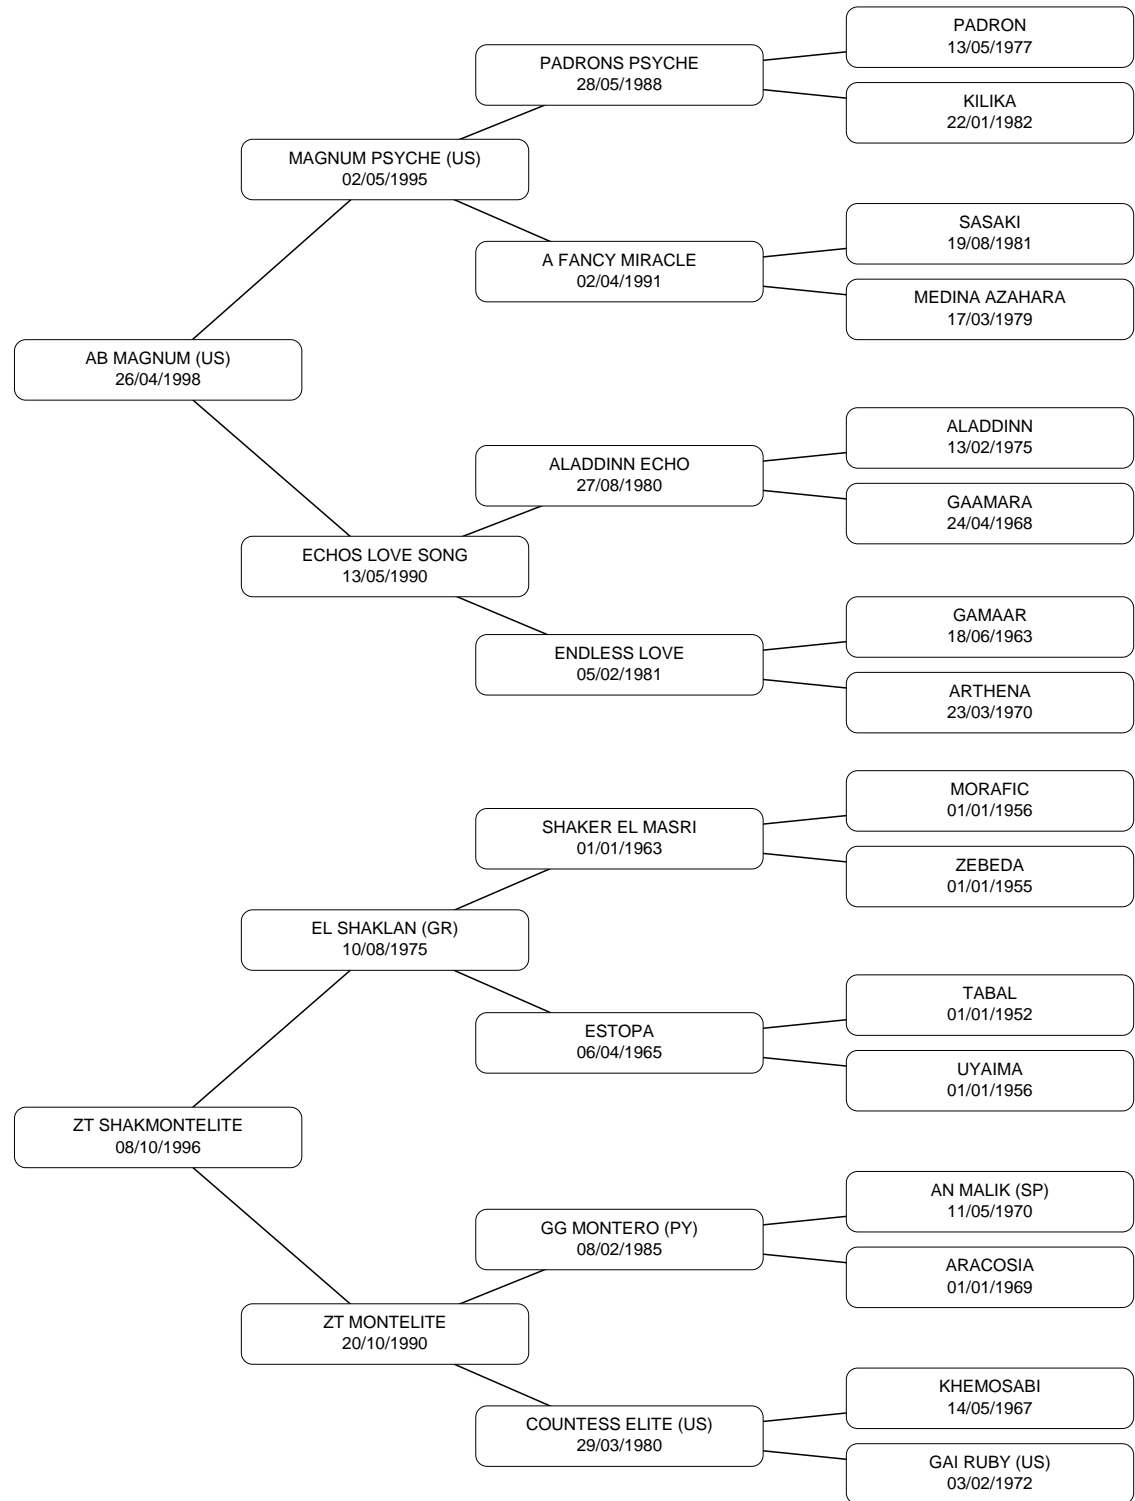 PADRON
13/05/1977
PADRONS PSYCHE
28/05/1988
KILIKA
22/01/1982
MAGNUM PSYCHE (US)
02/05/1995
SASAKI
19/08/1981
A FANCY MIRACLE
02/04/1991
MEDINA AZAHARA
17/03/1979
AB MAGNUM (US)
26/04/1998
ALADDINN
13/02/1975
ALADDINN ECHO
27/08/1980
GAAMARA
24/04/1968
ECHOS LOVE SONG
13/05/1990
GAMAAR
18/06/1963
ENDLESS LOVE
05/02/1981
ARTHENA
23/03/1970
MORAFIC
01/01/1956
SHAKER EL MASRI
01/01/1963
ZEBEDA
01/01/1955
EL SHAKLAN (GR)
10/08/1975
TABAL
01/01/1952
ESTOPA
06/04/1965
UYAIMA
01/01/1956
ZT SHAKMONTELITE
08/10/1996
AN MALIK (SP)
11/05/1970
GG MONTERO (PY)
08/02/1985
ARACOSIA
01/01/1969
ZT MONTELITE
20/10/1990
KHEMOSABI
14/05/1967
COUNTESS ELITE (US)
29/03/1980
GAI RUBY (US)
03/02/1972